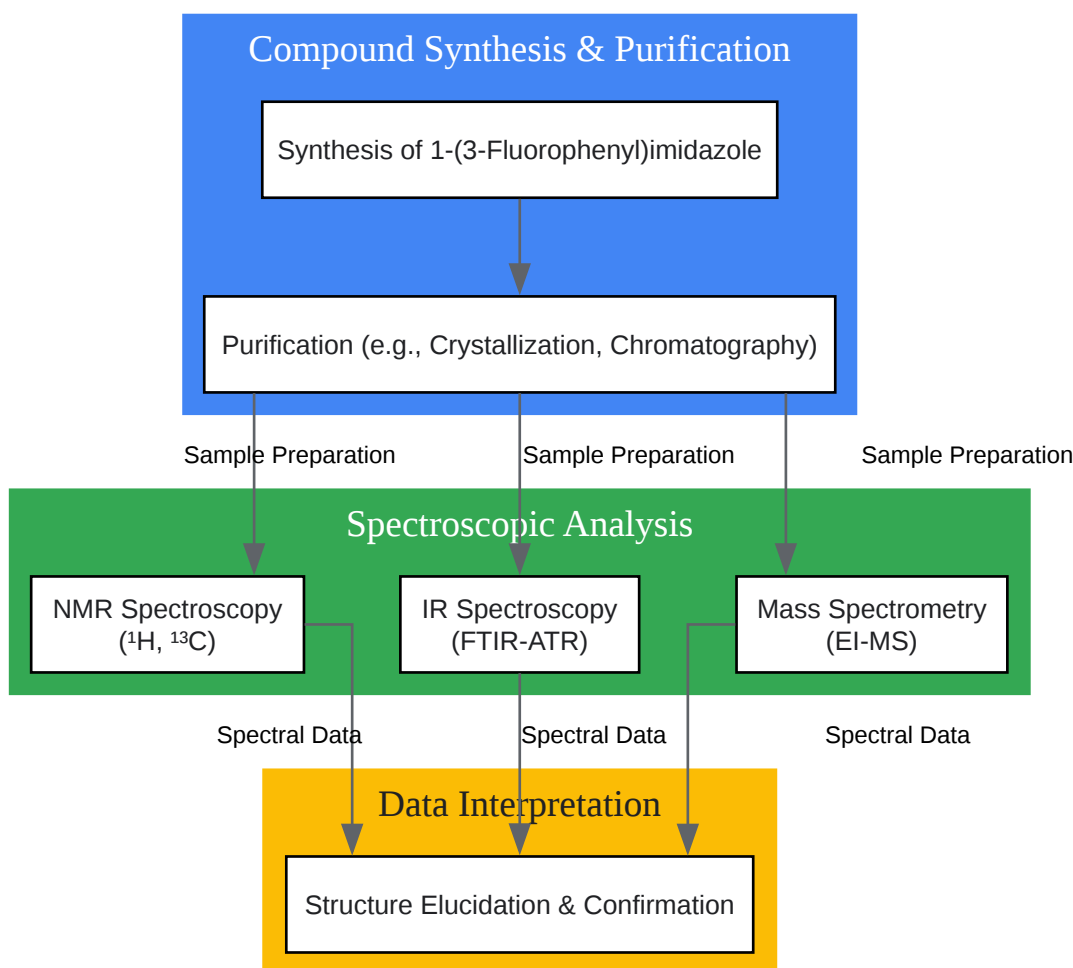 Compound Synthesis & Purification
Synthesis of 1-(3-Fluorophenyl)imidazole
Purification (e.g., Crystallization, Chromatography)
Sample Preparation
Sample Preparation
Sample Preparation
Spectroscopic Analysis
NMR Spectroscopy
(¹H, ¹³C)
IR Spectroscopy
(FTIR-ATR)
Mass Spectrometry
(EI-MS)
Spectral Data
Spectral Data
Spectral Data
Data Interpretation
Structure Elucidation & Confirmation